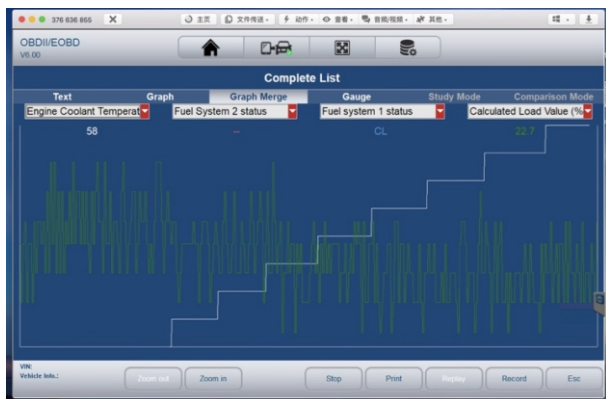 376 636 865 X 主页 文件传送 动作 查看 音频/视频 其他
OBDII/EOBD
V6.00
Complete List
Text Graph Graph Merge Gauge Study Mode Comparison Mode
Engine Coolant Temperat Fuel System 2 status Fuel system 1 status Calculated Load Value (%
58 -- CL 22.7
VIN:
Vehicle Info.:
Zoom out Zoom in Stop Print Replay Record Esc